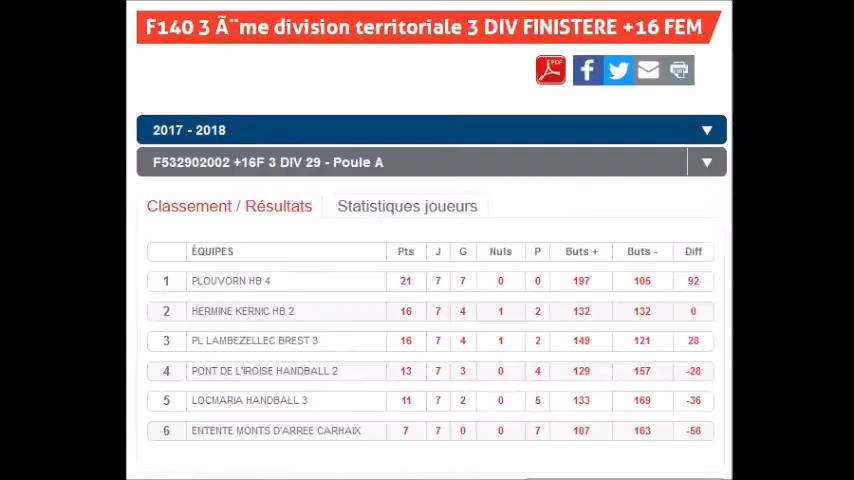 F140 3 Ã¨me division territoriale 3 DIV FINISTERE +16 FEM
PDF
2017 - 2018
F532902002 +16F 3 DIV 29 - Poule A
Classement / Résultats Statistiques joueurs
ÉQUIPES Pts J G Nuls P Buts + Buts - Diff
1 PLOUVORN HB 4 21 7 7 0 0 197 105 92
2 HERMINE KERNIC HB 2 16 7 4 1 2 132 132 0
3 PL LAMBEZELLEC BREST 3 16 7 4 1 2 149 121 28
4 PONT DE L'IROISE HANDBALL 2 13 7 3 0 4 129 157 -28
5 LOCMARIA HANDBALL 3 11 7 2 0 5 133 169 -36
6 ENTENTE MONTS D'ARREE CARHAIX 7 7 0 0 7 107 163 -56